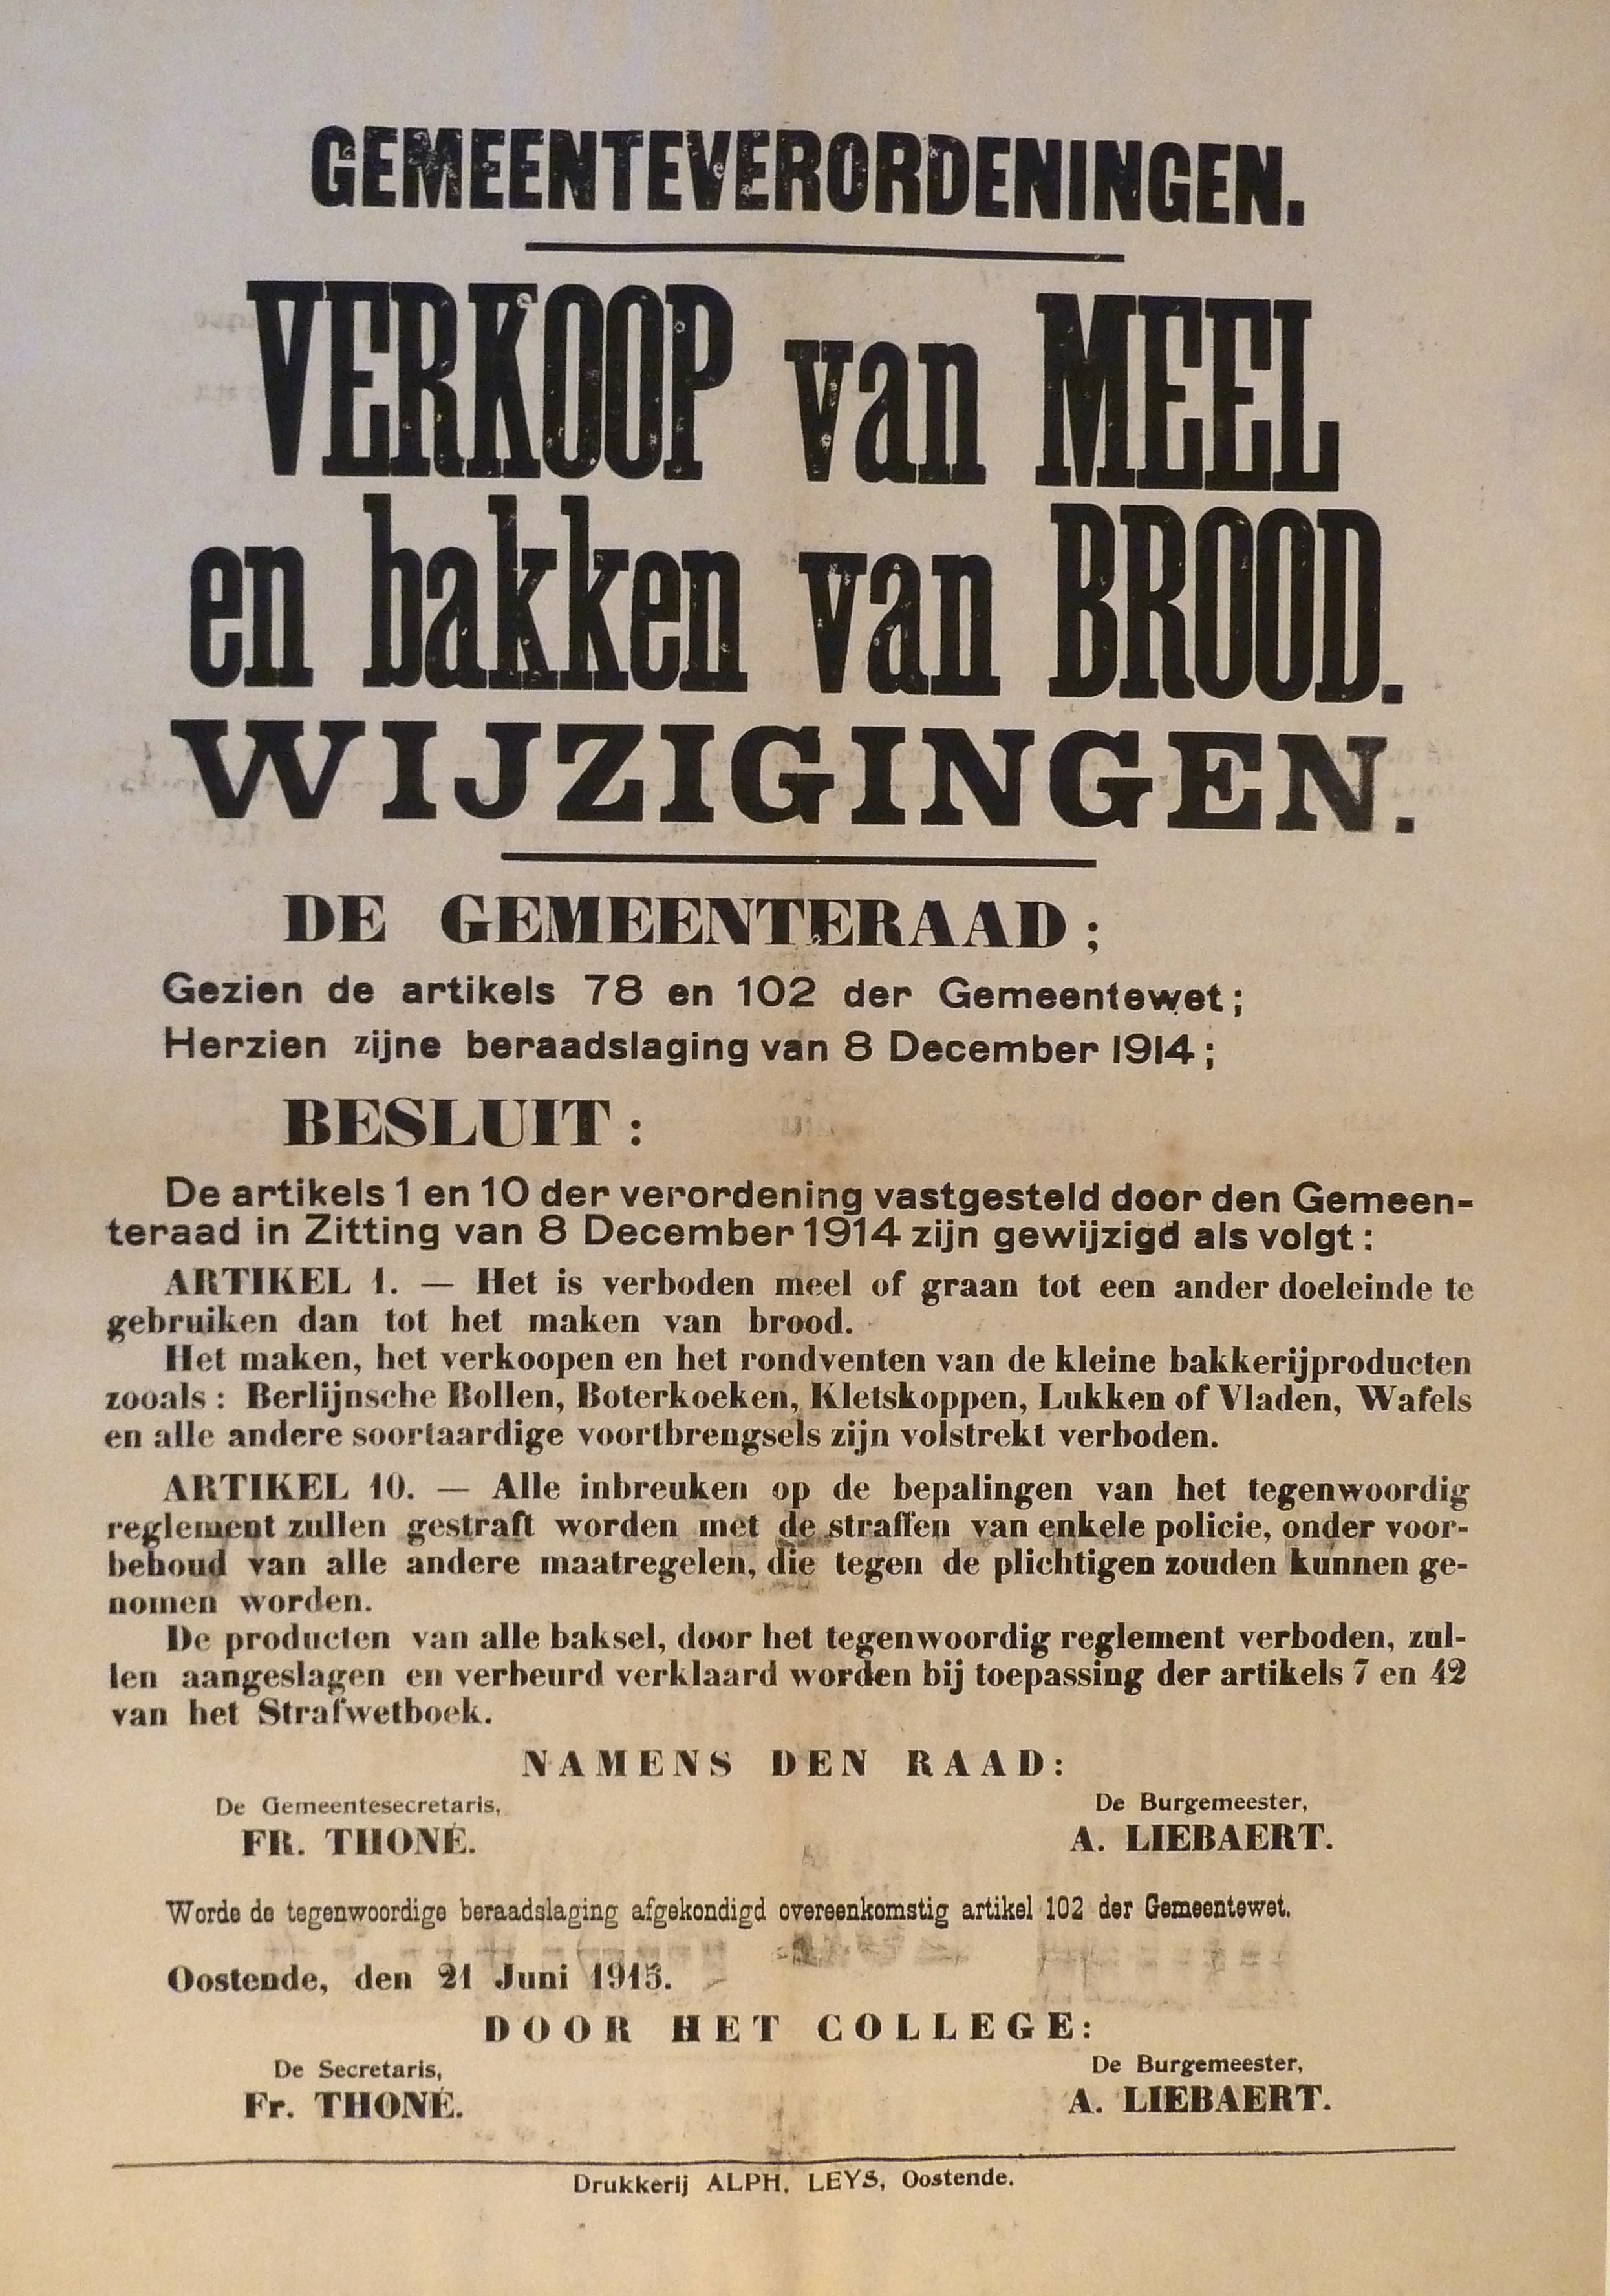 GEMEENTEVERORDENINGEN.
VERKOOP van MEEL
en bakken van BROOD.
WIJZIGINGEN.
DE GEMEENTERAAD ;
Gezien de artikels 78 en 102 der Gemeentewet ;
Herzien zijne beraadslaging van 8 December 1914 ;
BESLUIT :
De artikels 1 en 10 der verordening vastgesteld door den Gemeen-
teraad in Zitting van 8 December 1914 zijn gewijzigd als volgt :
ARTIKEL 1. — Het is verboden meel of graan tot een ander doeleinde te
gebruiken dan tot het maken van brood.
Het maken, het verkoopen en het rondventen van de kleine bakkerijproducten
zooals : Berlijnsche Bollen, Boterkoeken, Kletskoppen, Lukken of Vladen, Wafels
en alle andere soortaardige voortbrengsels zijn volstrekt verboden.
ARTIKEL 10. — Alle inbreuken op de bepalingen van het tegenwoordig
reglement zullen gestraft worden met de straffen van enkele policie, onder voor-
behoud van alle andere maatregelen, die tegen de plichtigen zouden kunnen ge-
nomen worden.
De producten van alle baksel, door het tegenwoordig reglement verboden, zul-
len aangeslagen en verbeurd verklaard worden bij toepassing der artikels 7 en 42
van het Strafwetboek.
NAMENS DEN RAAD:
De Gemeentesecretaris, De Burgemeester,
FR. THONÉ. A. LIEBAERT.
Worde de tegenwoordige beraadslaging afgekondigd overeenkomstig artikel 102 der Gemeentewet.
Oostende, den 21 Juni 1915.
DOOR HET COLLEGE:
De Secretaris, De Burgemeester,
Fr. THONÉ. A. LIEBAERT.
Drukkerij ALPH. LEYS, Oostende.